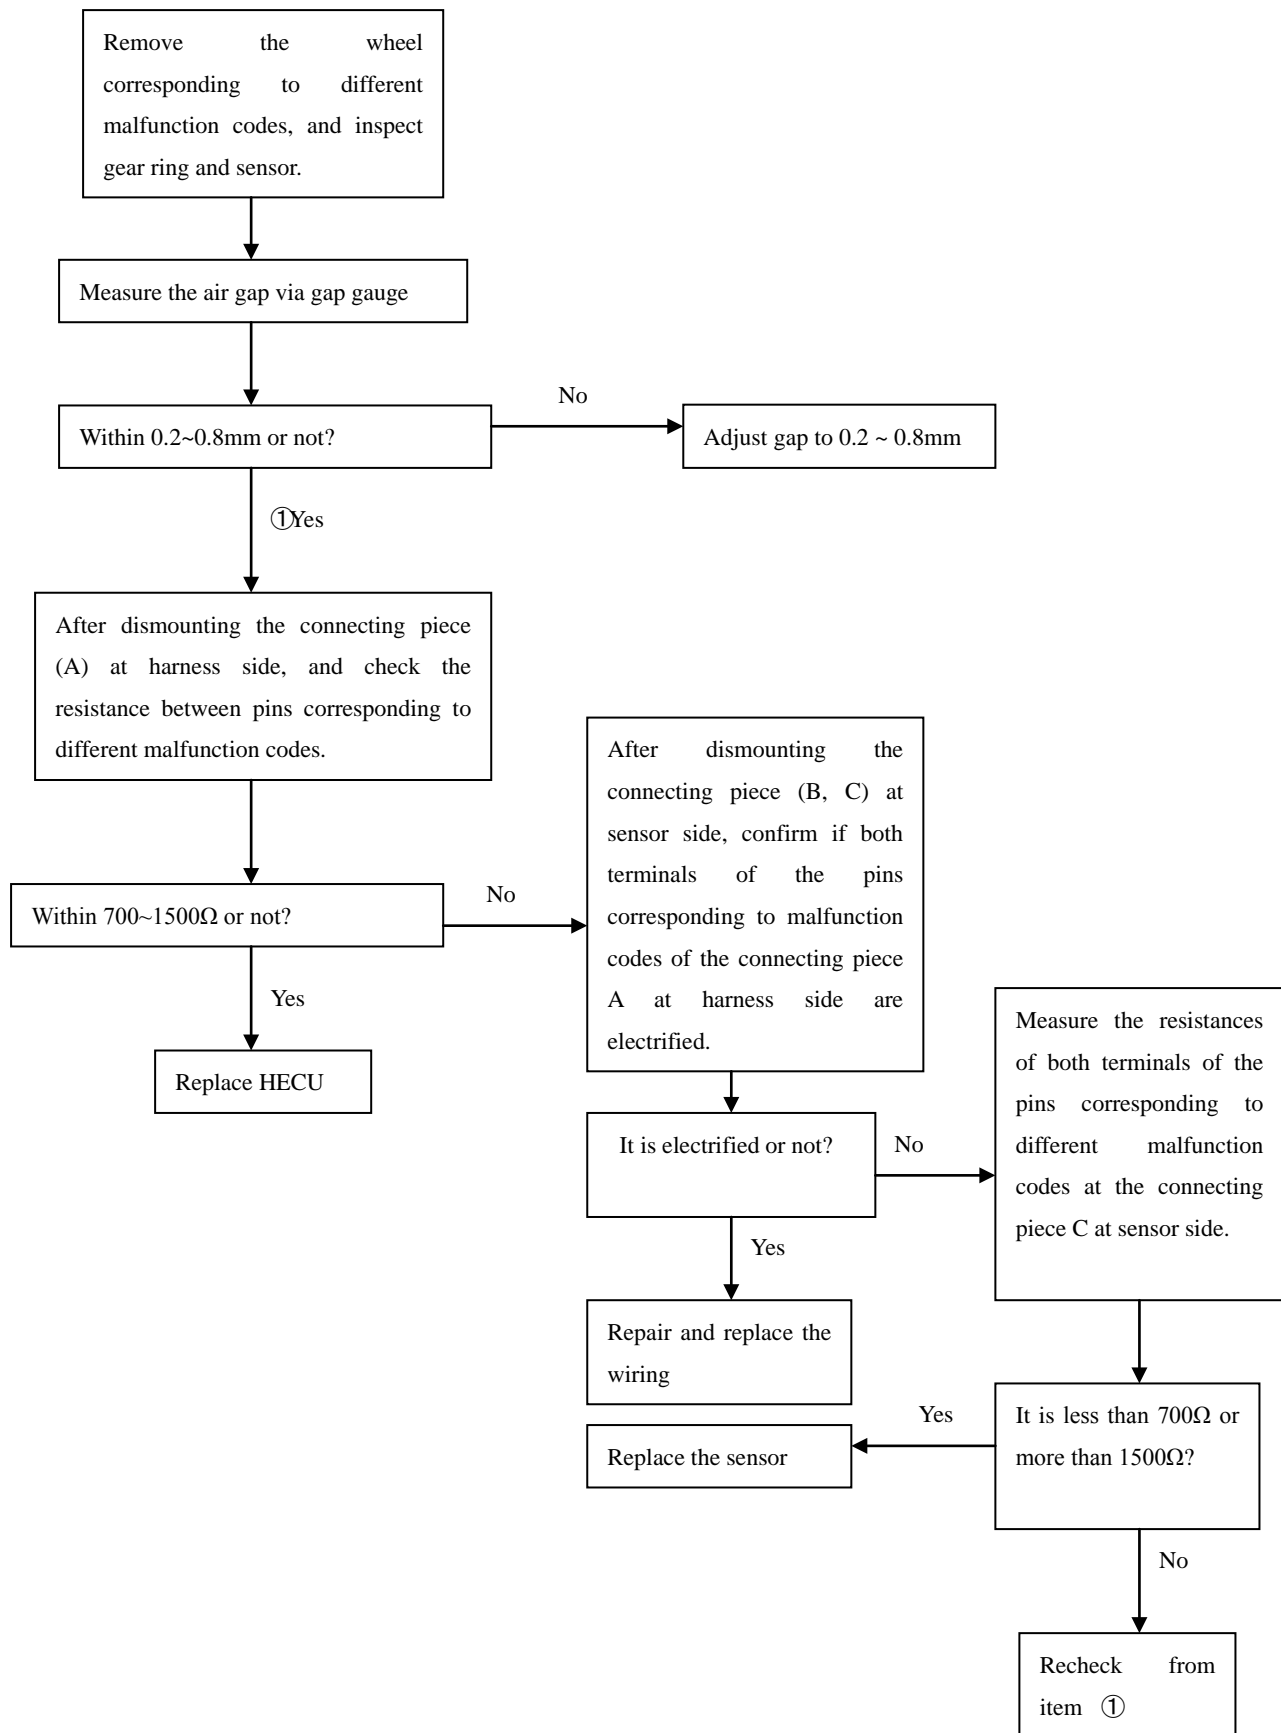 Remove the wheel
corresponding to different
malfunction codes, and inspect
gear ring and sensor.
Measure the air gap via gap gauge
No
Within 0.2~0.8mm or not?
Adjust gap to 0.2 ~ 0.8mm
①Yes
After dismounting the connecting piece
(A) at harness side, and check the
resistance between pins corresponding to
different malfunction codes.
After dismounting the
connecting piece (B, C) at
sensor side, confirm if both
terminals of the pins
corresponding to malfunction
codes of the connecting piece
A at harness side are
electrified.
No
Within 700~1500Ω or not?
Yes
Replace HECU
Measure the resistances
of both terminals of the
pins corresponding to
different malfunction
codes at the connecting
piece C at sensor side.
It is electrified or not?
No
Yes
Repair and replace the
wiring
Yes
It is less than 700Ω or
more than 1500Ω?
Replace the sensor
No
Recheck from
item ①